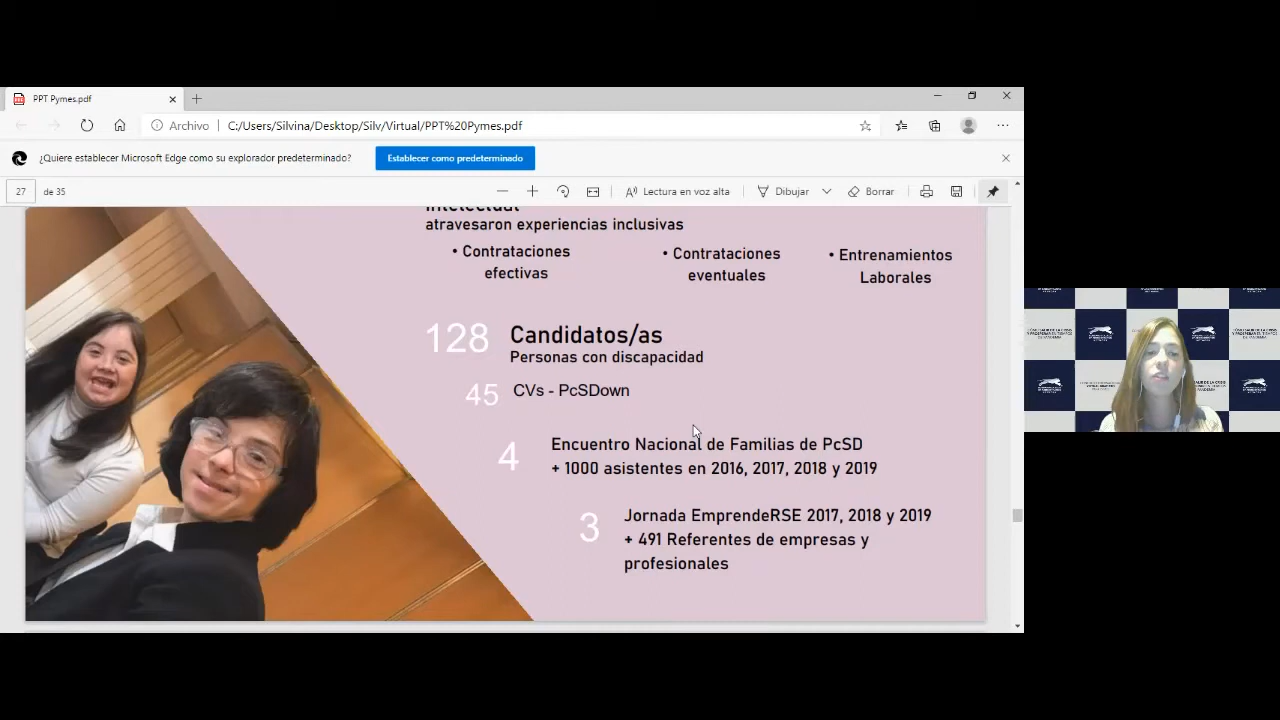 PPT Pymes.pdf
Archivo
C:/Users/Silvina/Desktop/Silv/Virtual/PPT%20Pymes.pdf
¿Quiere establecer Microsoft Edge como su explorador predeterminado?
Establecer como predeterminado
27
de 35
Lectura en voz alta
Dibujar
Borrar
Intelectual
atravesaron experiencias inclusivas
• Contrataciones
efectivas
• Contrataciones
eventuales
• Entrenamientos
Laborales
128 Candidatos/as
Personas con discapacidad
45 CVs - PcSDown
4 Encuentro Nacional de Familias de PcSD
+ 1000 asistentes en 2016, 2017, 2018 y 2019
3 Jornada EmprendeRSE 2017, 2018 y 2019
+ 491 Referentes de empresas y
profesionales